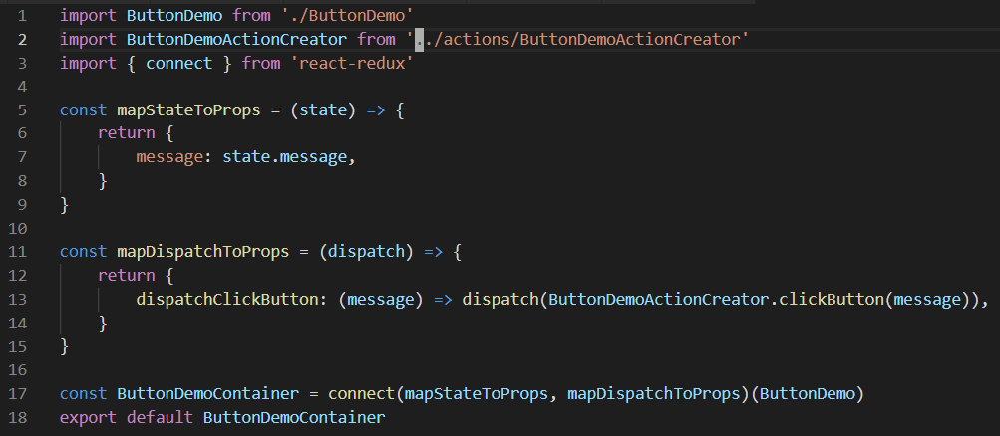 1 import ButtonDemo from './ButtonDemo'
2 import ButtonDemoActionCreator from '../actions/ButtonDemoActionCreator'
3 import { connect } from 'react-redux'
4
5 const mapStateToProps = (state) => {
6     return {
7         message: state.message,
8     }
9 }
10
11 const mapDispatchToProps = (dispatch) => {
12     return {
13         dispatchClickButton: (message) => dispatch(ButtonDemoActionCreator.clickButton(message)),
14     }
15 }
16
17 const ButtonDemoContainer = connect(mapStateToProps, mapDispatchToProps)(ButtonDemo)
18 export default ButtonDemoContainer